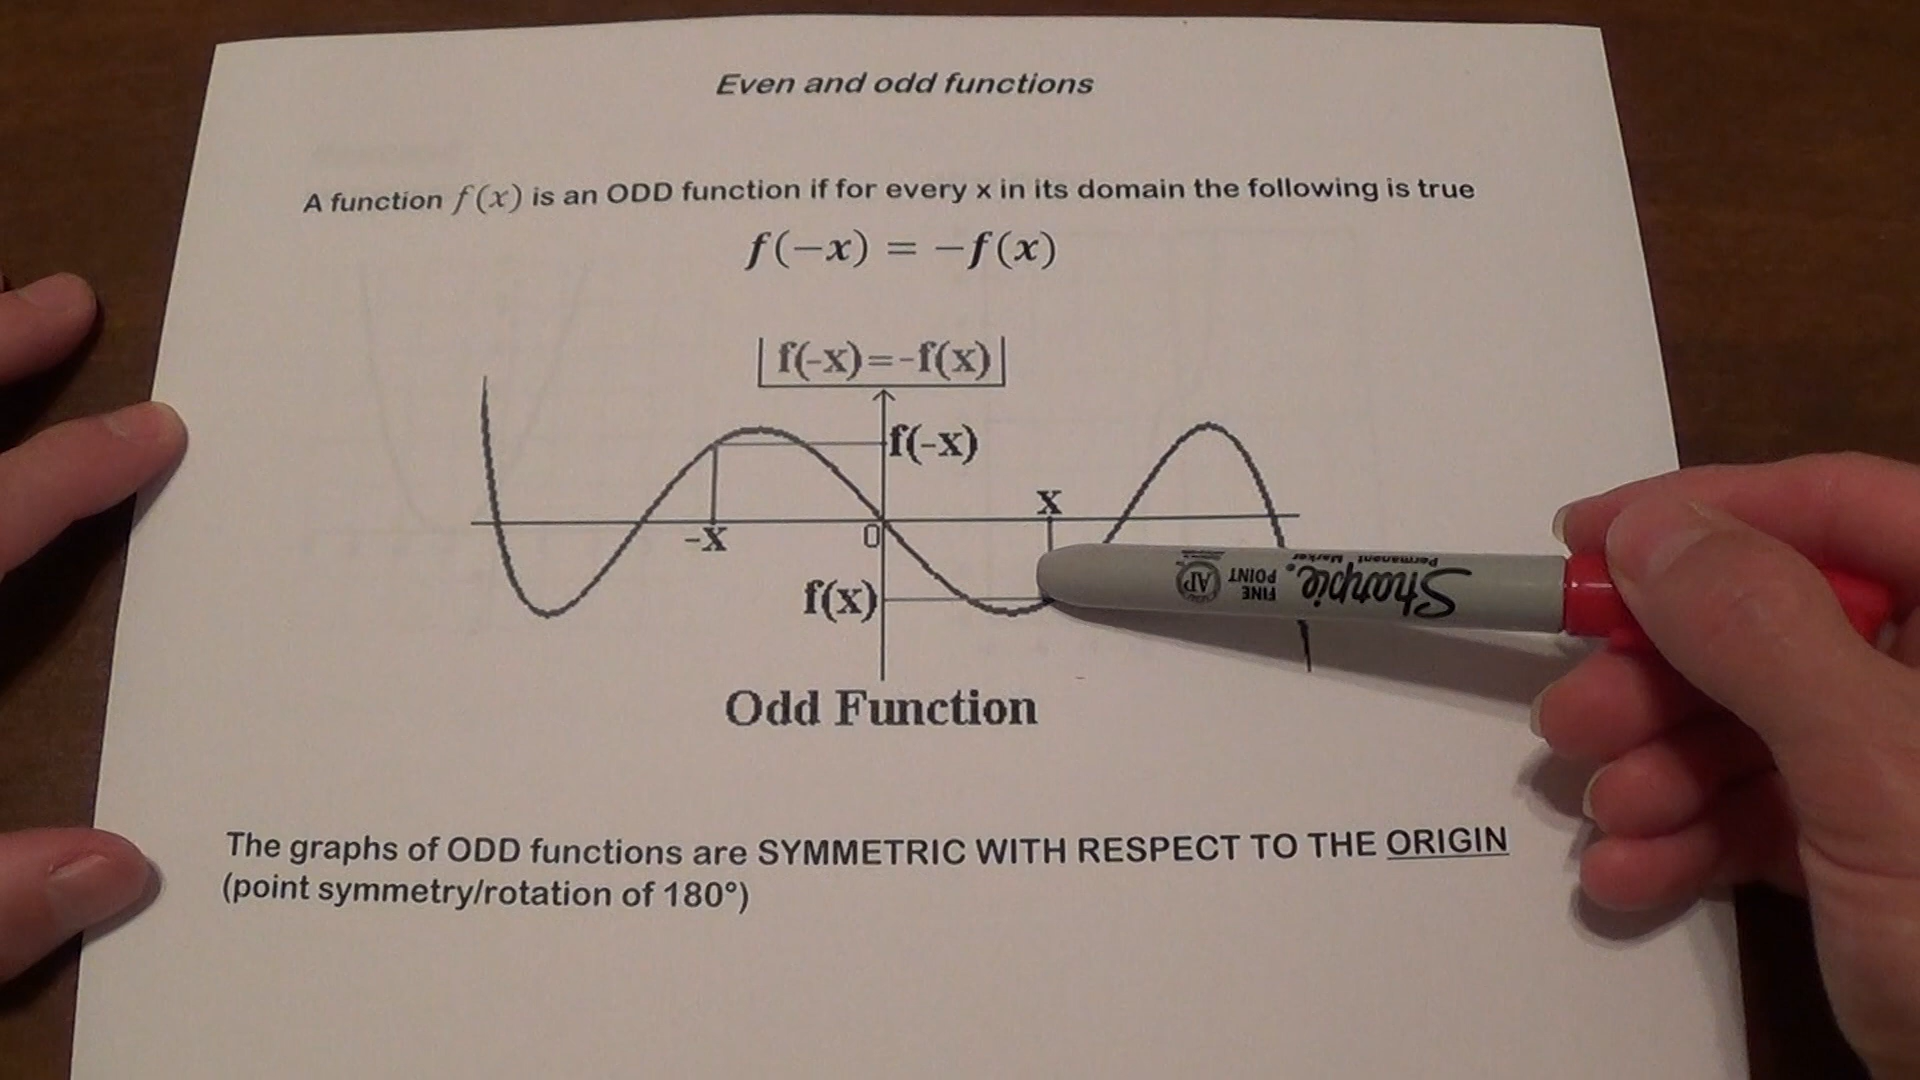 Even and odd functions
A function f(x) is an ODD function if for every x in its domain the following is true
f(−x) = −f(x)
f(-x)=-f(x)
f(-x)
x
-x
0
f(x)
Sharpie.
FINE POINT
Permanent Marker
AP
Odd Function
The graphs of ODD functions are SYMMETRIC WITH RESPECT TO THE ORIGIN
(point symmetry/rotation of 180°)